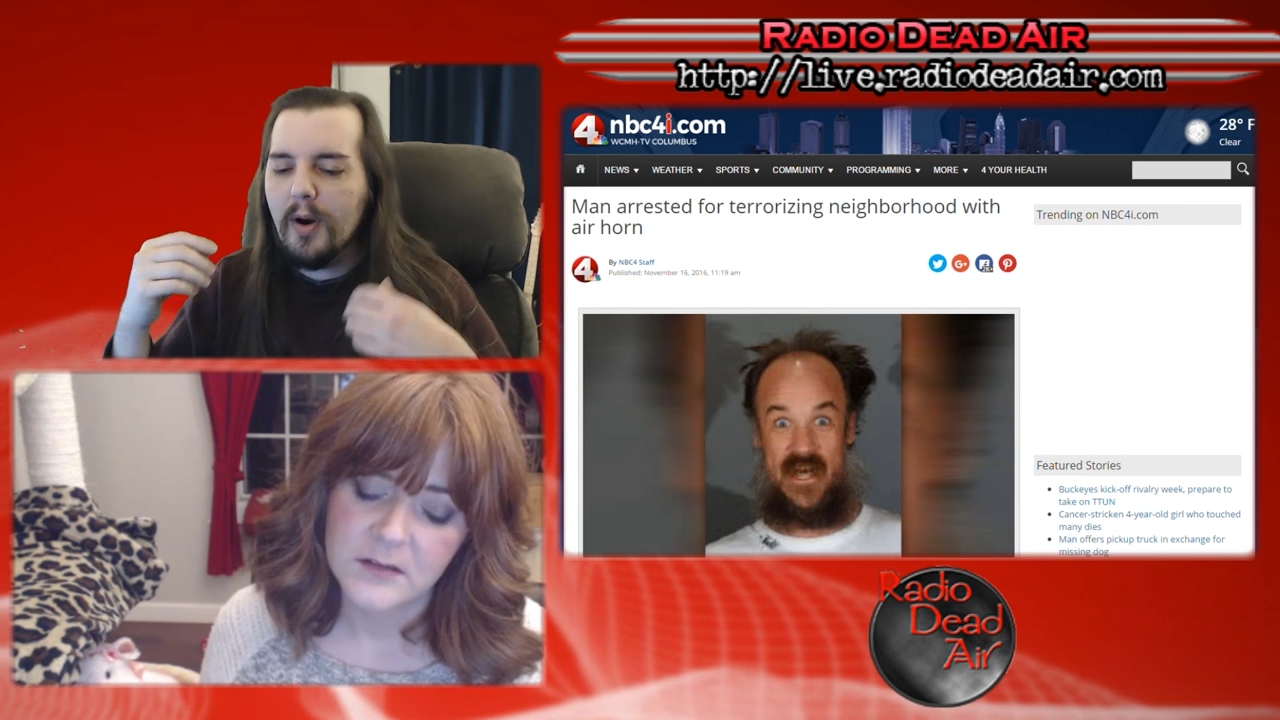 RADIO DEAD AIR
http://live.radiodeadair.com
4 nbc4i.com
WCMH-TV COLUMBUS
28° F
Clear
NEWS
WEATHER
SPORTS
COMMUNITY
PROGRAMMING
MORE
4 YOUR HEALTH
Man arrested for terrorizing neighborhood with
air horn
4
By NBC4 Staff
Published: November 16, 2016, 11:19 am
G+
Trending on NBC4i.com
Featured Stories
Buckeyes kick-off rivalry week, prepare to
take on TTUN
Cancer-stricken 4-year-old girl who touched
many dies
Man offers pickup truck in exchange for
missing dog
Radio
Dead
Air